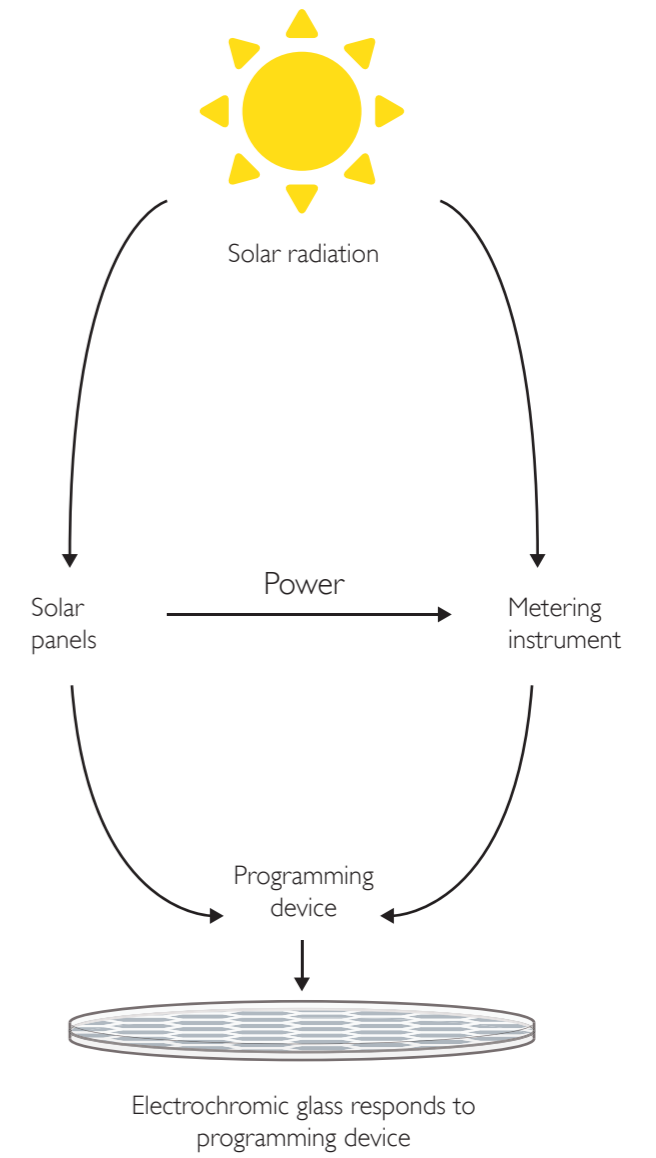 Solar radiation
Power
Solar
panels
Metering
instrument
Programming
device
Electrochromic glass responds to
programming device